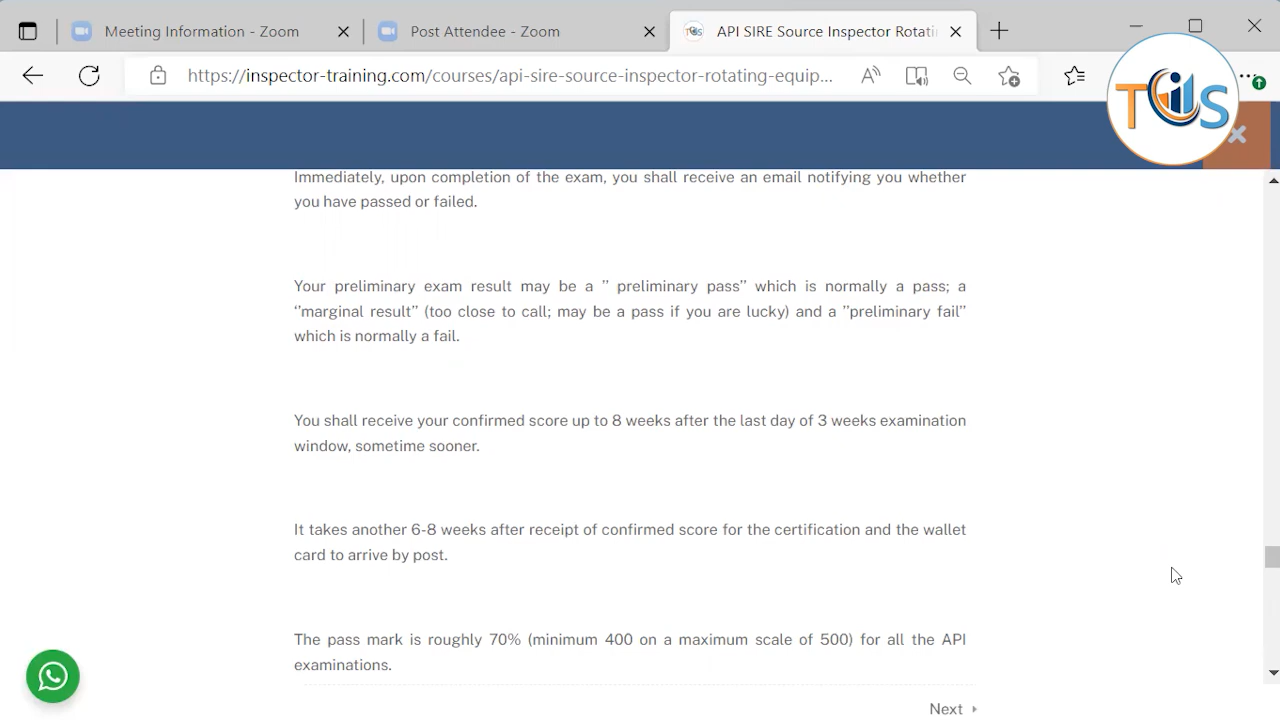 Meeting Information - Zoom
Post Attendee - Zoom
API SIRE Source Inspector Rotati
https://inspector-training.com/courses/api-sire-source-inspector-rotating-equip...
TIIS
Immediately, upon completion of the exam, you shall receive an email notifying you whether
you have passed or failed.
Your preliminary exam result may be a '' preliminary pass'' which is normally a pass; a
‘'marginal result'' (too close to call; may be a pass if you are lucky) and a ''preliminary fail''
which is normally a fail.
You shall receive your confirmed score up to 8 weeks after the last day of 3 weeks examination
window, sometime sooner.
It takes another 6-8 weeks after receipt of confirmed score for the certification and the wallet
card to arrive by post.
The pass mark is roughly 70% (minimum 400 on a maximum scale of 500) for all the API
examinations.
Next